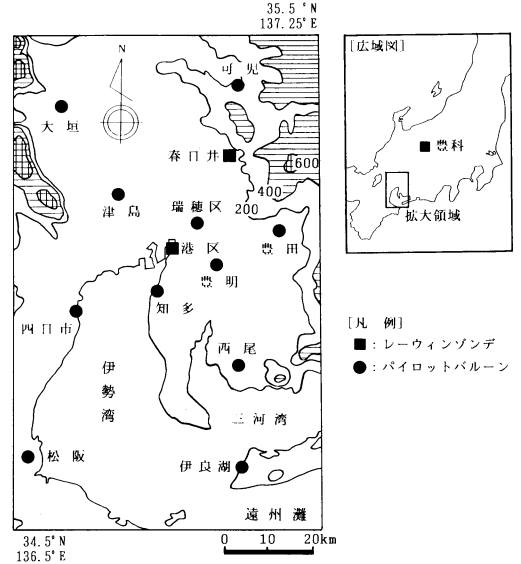 35.5°N
137.25°E
N
可児
大垣
春日井
600
400
200
津島
瑞穂区
豊田
港区
豊明
知多
四日市
西尾
伊勢湾
三河湾
松阪
伊良湖
遠州灘
34.5°N
136.5°E
0 10 20km
[広域図]
豊科
拡大領域
[凡 例]
■:レーウィンゾンデ
●:パイロットバルーン